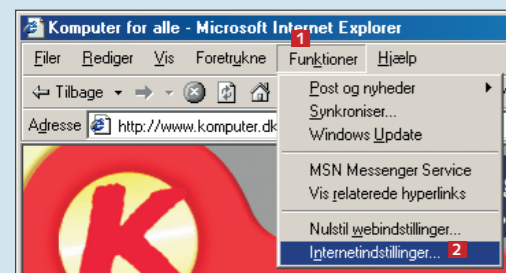 Komputer for alle - Microsoft Internet Explorer
1
Filer Rediger Vis Foretrukne Funktioner Hjælp
Tilbage
Adresse http://www.komputer.dk
Post og nyheder
Synkroniser...
Windows Update
MSN Messenger Service
Vis relaterede hyperlinks
Nulstil webindstillinger...
Internetindstillinger... 2
K